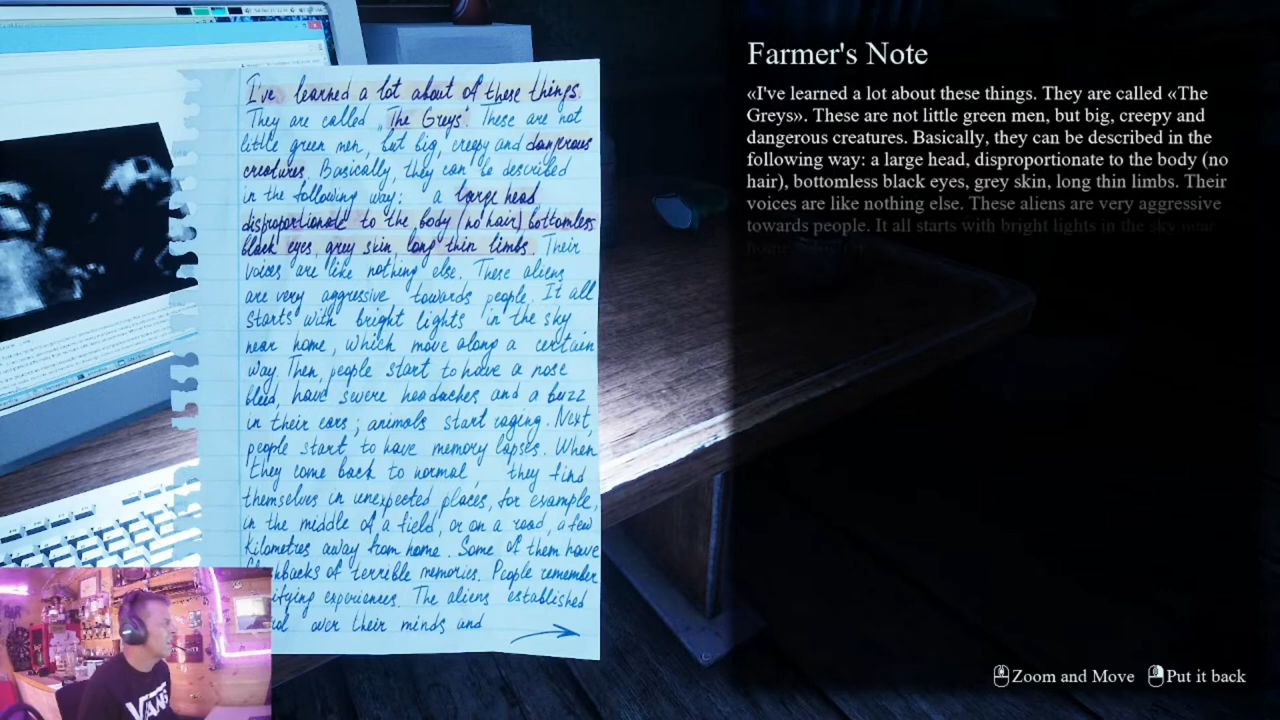 I've learned a lot about of these things.
They are called „The Greys". These are not
little green men, but big, creepy and dangerous
creatures. Basically, they can be described
in the following way: a large head
disproportionate to the body (no hair) bottomless
black eyes, grey skin, long thin limbs. Their
voices are like nothing else. These aliens
are very aggressive towards people. It all
starts with bright lights in the sky
near home, which move along a certain
way. Then, people start to have a nose
bleed, have severe headaches and a buzz
in their ears; animals start raging. Next,
people start to have memory lapses. When
they come back to normal, they find
themselves in unexpected places, for example,
in the middle of a field, or on a road, a few
kilometres away from home. Some of them have
of terrible memories. People remember
experiences. The aliens established
over their minds and
Farmer's Note
«I've learned a lot about these things. They are called «The
Greys». These are not little green men, but big, creepy and
dangerous creatures. Basically, they can be described in the
following way: a large head, disproportionate to the body (no
hair), bottomless black eyes, grey skin, long thin limbs. Their
voices are like nothing else. These aliens are very aggressive
towards people. It all starts with bright lights in the sky near
Zoom and Move
Put it back
VANS